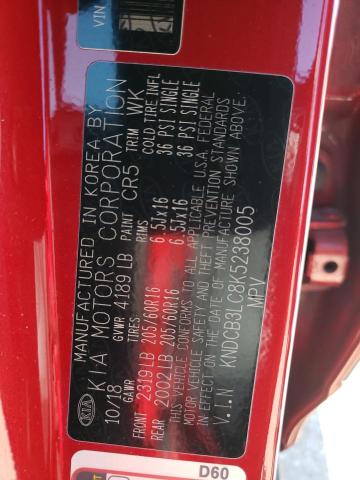 VIN
KIA
MANUFACTURED IN KOREA BY
KIA MOTORS CORPORATION
10/18 GVWR 4189 LB CR5 TRIM WK
GAWR TIRES RIMS COLD TIRE INFL
FRONT 2319 LB 205/60R16 6.5Jx16 36 PSI SINGLE
REAR 2002 LB 205/60R16 6.5Jx16 36 PSI SINGLE
THIS VEHICLE CONFORMS TO ALL APPLICABLE U.S.A. FEDERAL
MOTOR VEHICLE SAFETY AND THEFT PREVENTION STANDARDS IN
EFFECT ON THE DATE OF MANUFACTURE SHOWN ABOVE.
V.I.N KNDCB3LC8K5238005
MPV
D60